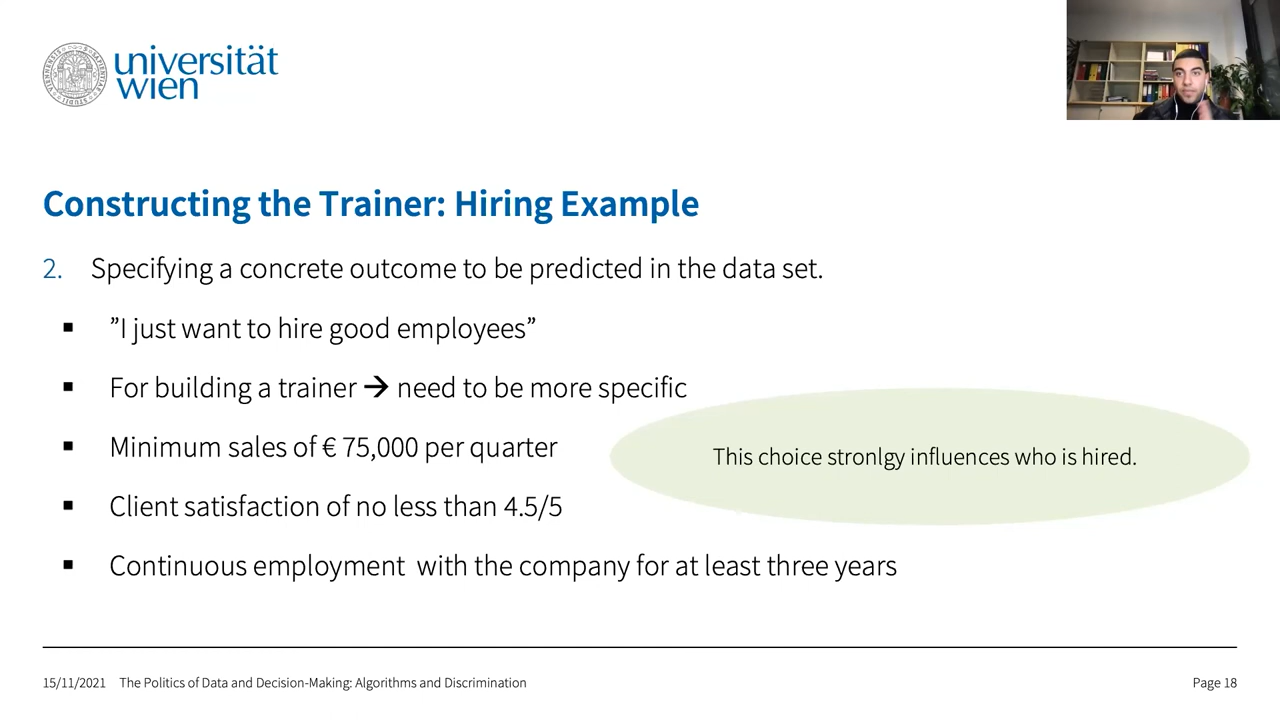 universität
wien
Constructing the Trainer: Hiring Example
2. Specifying a concrete outcome to be predicted in the data set.
▪ ”I just want to hire good employees”
▪ For building a trainer → need to be more specific
▪ Minimum sales of € 75,000 per quarter
This choice stronlgy influences who is hired.
▪ Client satisfaction of no less than 4.5/5
▪ Continuous employment with the company for at least three years
15/11/2021 The Politics of Data and Decision-Making: Algorithms and Discrimination Page 18